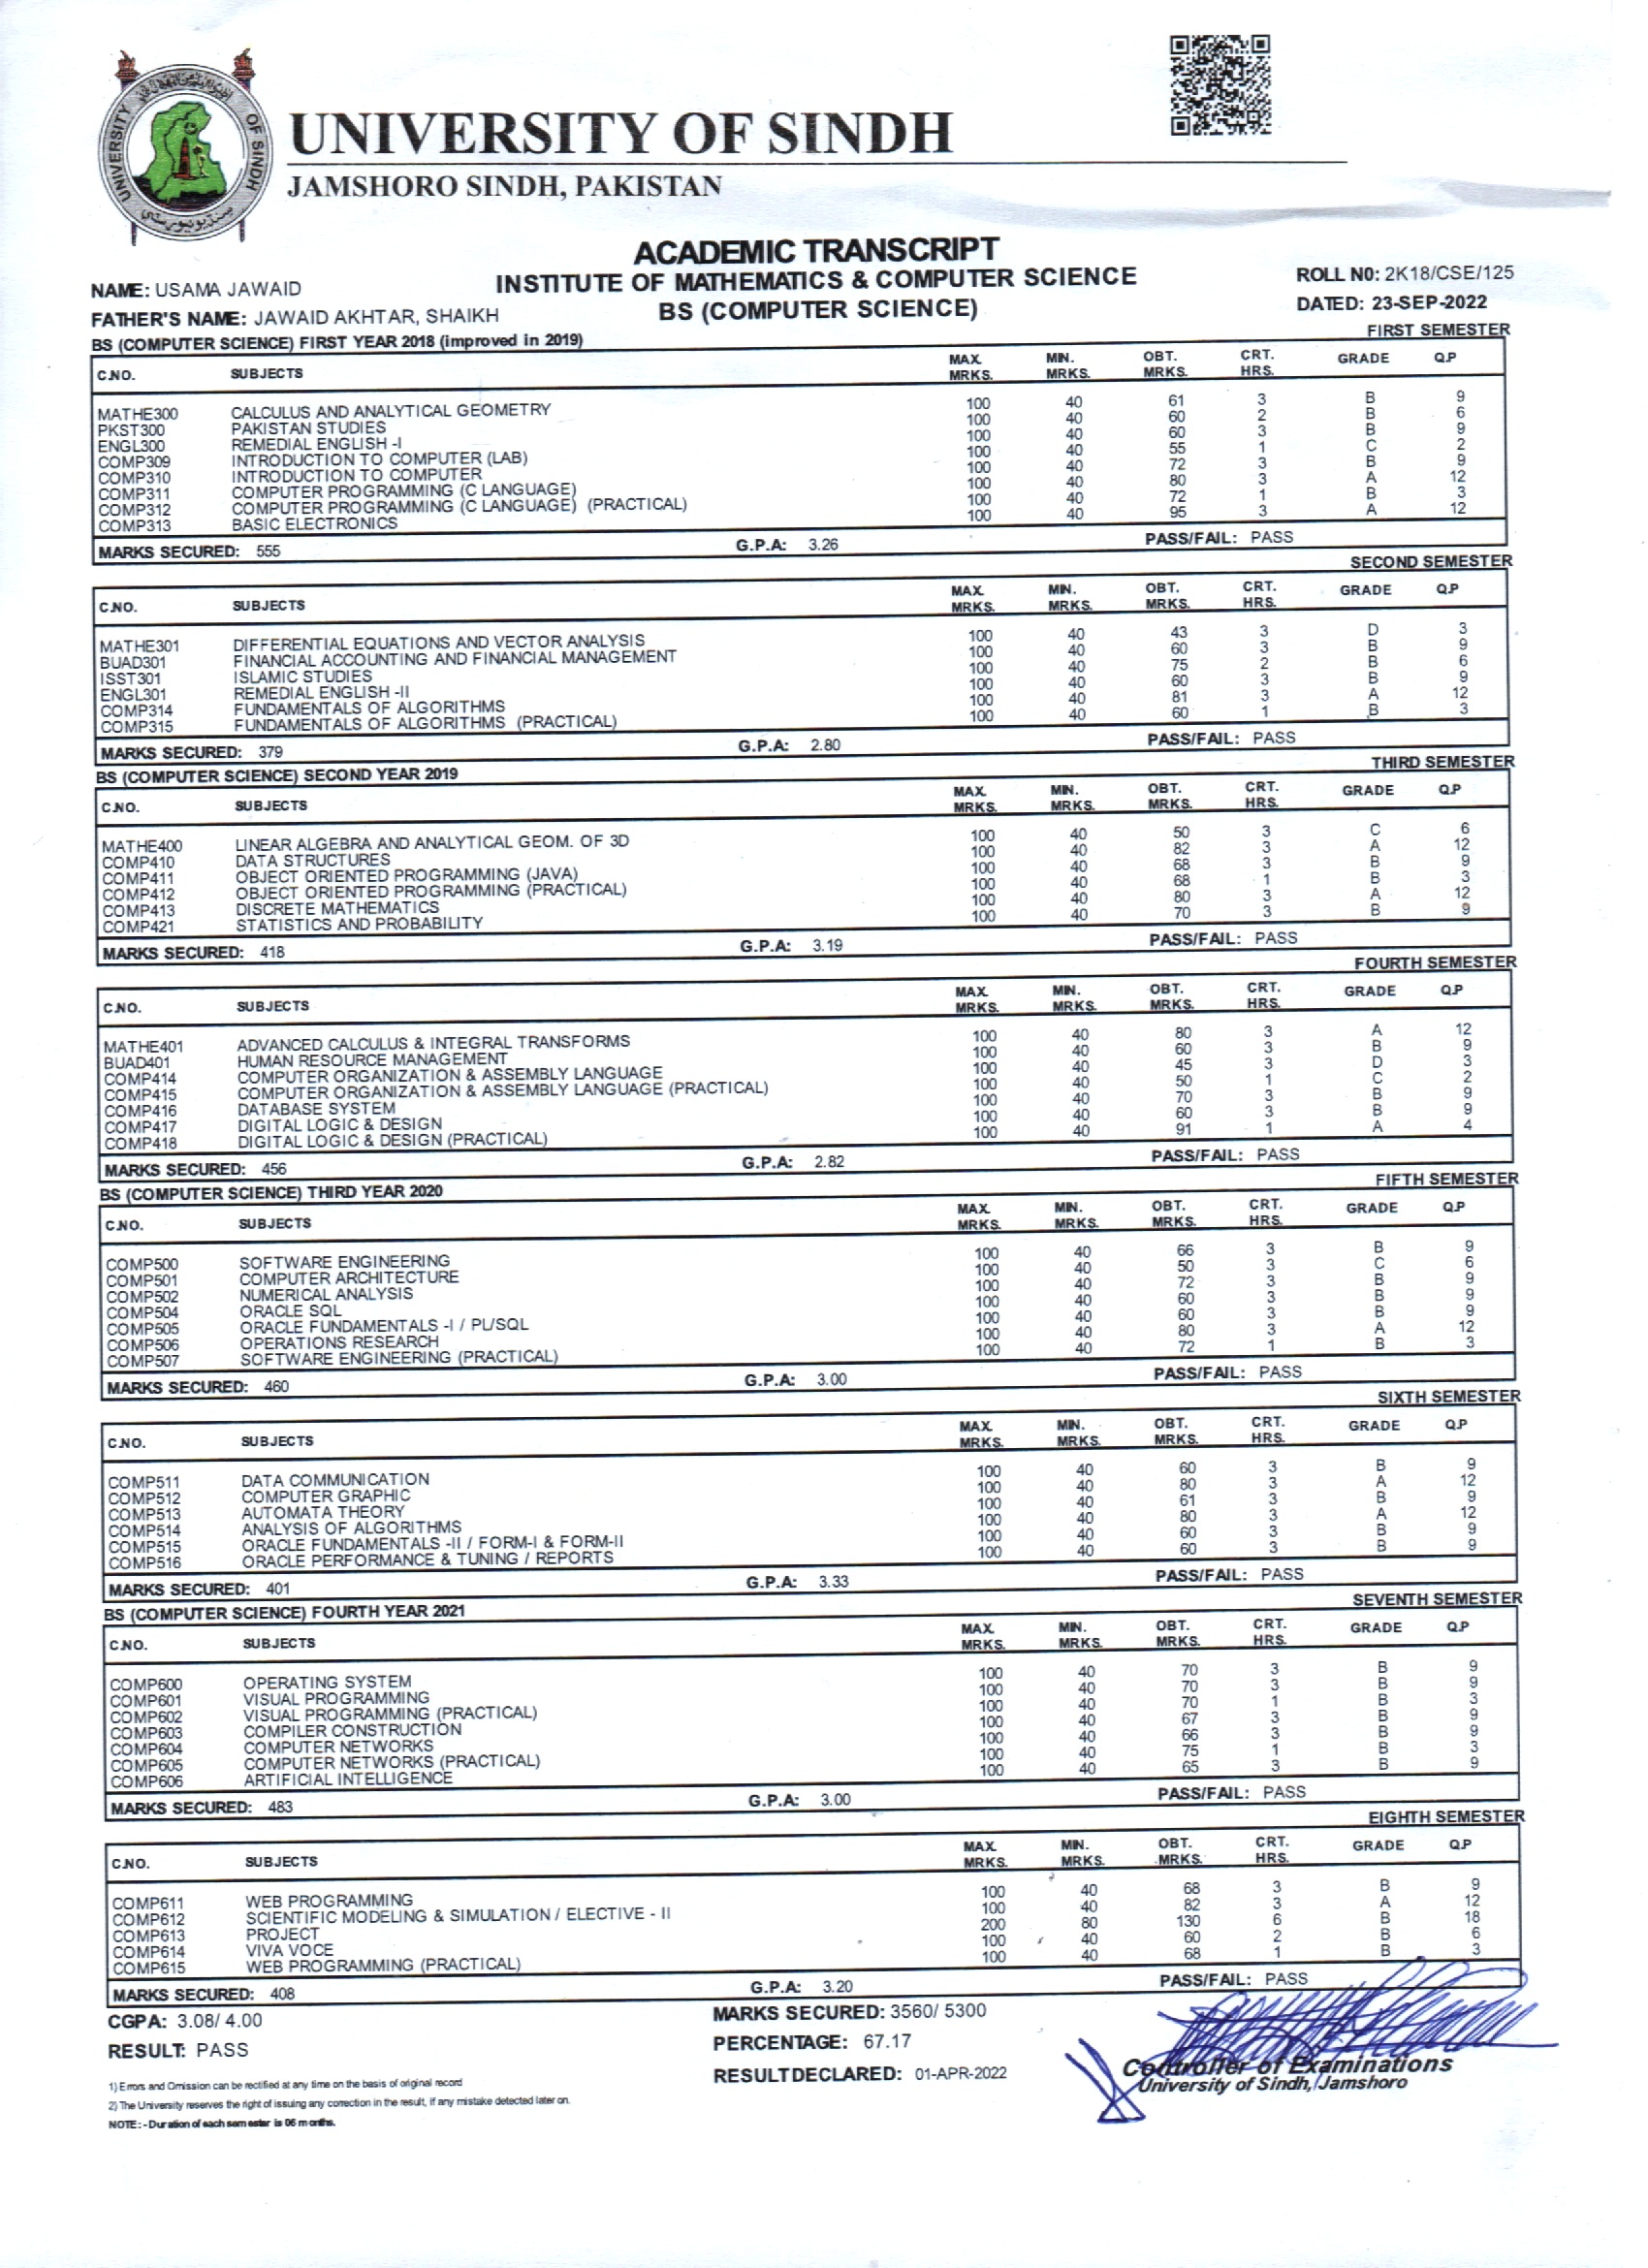 UNIVERSITY OF SINDH
UNIVERSITY OF SINDH
JAMSHORO SINDH, PAKISTAN
ACADEMIC TRANSCRIPT
INSTITUTE OF MATHEMATICS & COMPUTER SCIENCE
BS (COMPUTER SCIENCE)
NAME: USAMA JAWAID
ROLL N0: 2K18/CSE/125
FATHER'S NAME: JAWAID AKHTAR, SHAIKH
DATED: 23-SEP-2022
BS (COMPUTER SCIENCE) FIRST YEAR 2018 (improved in 2019) FIRST SEMESTER
C.NO. SUBJECTS MAX. MRKS. MIN. MRKS. OBT. MRKS. CRT. HRS. GRADE Q.P
MATHE300 CALCULUS AND ANALYTICAL GEOMETRY 100 40 61 3 B 9
PKST300 PAKISTAN STUDIES 100 40 60 2 B 6
ENGL300 REMEDIAL ENGLISH -I 100 40 60 3 B 9
COMP309 INTRODUCTION TO COMPUTER (LAB) 100 40 55 1 C 2
COMP310 INTRODUCTION TO COMPUTER 100 40 72 3 B 9
COMP311 COMPUTER PROGRAMMING (C LANGUAGE) 100 40 80 3 A 12
COMP312 COMPUTER PROGRAMMING (C LANGUAGE) (PRACTICAL) 100 40 72 1 B 3
COMP313 BASIC ELECTRONICS 100 40 95 3 A 12
MARKS SECURED: 555 G.P.A: 3.26 PASS/FAIL: PASS
SECOND SEMESTER
C.NO. SUBJECTS MAX. MRKS. MIN. MRKS. OBT. MRKS. CRT. HRS. GRADE Q.P
MATHE301 DIFFERENTIAL EQUATIONS AND VECTOR ANALYSIS 100 40 43 3 D 3
BUAD301 FINANCIAL ACCOUNTING AND FINANCIAL MANAGEMENT 100 40 60 3 B 9
ISST301 ISLAMIC STUDIES 100 40 75 2 B 6
ENGL301 REMEDIAL ENGLISH -II 100 40 60 3 B 9
COMP314 FUNDAMENTALS OF ALGORITHMS 100 40 81 3 A 12
COMP315 FUNDAMENTALS OF ALGORITHMS (PRACTICAL) 100 40 60 1 B 3
MARKS SECURED: 379 G.P.A: 2.80 PASS/FAIL: PASS
BS (COMPUTER SCIENCE) SECOND YEAR 2019 THIRD SEMESTER
C.NO. SUBJECTS MAX. MRKS. MIN. MRKS. OBT. MRKS. CRT. HRS. GRADE Q.P
MATHE400 LINEAR ALGEBRA AND ANALYTICAL GEOM. OF 3D 100 40 50 3 C 6
COMP410 DATA STRUCTURES 100 40 82 3 A 12
COMP411 OBJECT ORIENTED PROGRAMMING (JAVA) 100 40 68 3 B 9
COMP412 OBJECT ORIENTED PROGRAMMING (PRACTICAL) 100 40 68 1 B 3
COMP413 DISCRETE MATHEMATICS 100 40 80 3 A 12
COMP421 STATISTICS AND PROBABILITY 100 40 70 3 B 9
MARKS SECURED: 418 G.P.A: 3.19 PASS/FAIL: PASS
FOURTH SEMESTER
C.NO. SUBJECTS MAX. MRKS. MIN. MRKS. OBT. MRKS. CRT. HRS. GRADE Q.P
MATHE401 ADVANCED CALCULUS & INTEGRAL TRANSFORMS 100 40 80 3 A 12
BUAD401 HUMAN RESOURCE MANAGEMENT 100 40 60 3 B 9
COMP414 COMPUTER ORGANIZATION & ASSEMBLY LANGUAGE 100 40 45 3 D 3
COMP415 COMPUTER ORGANIZATION & ASSEMBLY LANGUAGE (PRACTICAL) 100 40 50 1 C 2
COMP416 DATABASE SYSTEM 100 40 70 3 B 9
COMP417 DIGITAL LOGIC & DESIGN 100 40 60 3 B 9
COMP418 DIGITAL LOGIC & DESIGN (PRACTICAL) 100 40 91 1 A 4
MARKS SECURED: 456 G.P.A: 2.82 PASS/FAIL: PASS
BS (COMPUTER SCIENCE) THIRD YEAR 2020 FIFTH SEMESTER
C.NO. SUBJECTS MAX. MRKS. MIN. MRKS. OBT. MRKS. CRT. HRS. GRADE Q.P
COMP500 SOFTWARE ENGINEERING 100 40 66 3 B 9
COMP501 COMPUTER ARCHITECTURE 100 40 50 3 C 6
COMP502 NUMERICAL ANALYSIS 100 40 72 3 B 9
COMP504 ORACLE SQL 100 40 60 3 B 9
COMP505 ORACLE FUNDAMENTALS -I / PL/SQL 100 40 60 3 B 9
COMP506 OPERATIONS RESEARCH 100 40 80 3 A 12
COMP507 SOFTWARE ENGINEERING (PRACTICAL) 100 40 72 1 B 3
MARKS SECURED: 460 G.P.A: 3.00 PASS/FAIL: PASS
SIXTH SEMESTER
C.NO. SUBJECTS MAX. MRKS. MIN. MRKS. OBT. MRKS. CRT. HRS. GRADE Q.P
COMP511 DATA COMMUNICATION 100 40 60 3 B 9
COMP512 COMPUTER GRAPHIC 100 40 80 3 A 12
COMP513 AUTOMATA THEORY 100 40 61 3 B 9
COMP514 ANALYSIS OF ALGORITHMS 100 40 80 3 A 12
COMP515 ORACLE FUNDAMENTALS -II / FORM-I & FORM-II 100 40 60 3 B 9
COMP516 ORACLE PERFORMANCE & TUNING / REPORTS 100 40 60 3 B 9
MARKS SECURED: 401 G.P.A: 3.33 PASS/FAIL: PASS
BS (COMPUTER SCIENCE) FOURTH YEAR 2021 SEVENTH SEMESTER
C.NO. SUBJECTS MAX. MRKS. MIN. MRKS. OBT. MRKS. CRT. HRS. GRADE Q.P
COMP600 OPERATING SYSTEM 100 40 70 3 B 9
COMP601 VISUAL PROGRAMMING 100 40 70 3 B 9
COMP602 VISUAL PROGRAMMING (PRACTICAL) 100 40 70 1 B 3
COMP603 COMPILER CONSTRUCTION 100 40 67 3 B 9
COMP604 COMPUTER NETWORKS 100 40 66 3 B 9
COMP605 COMPUTER NETWORKS (PRACTICAL) 100 40 75 1 B 3
COMP606 ARTIFICIAL INTELLIGENCE 100 40 65 3 B 9
MARKS SECURED: 483 G.P.A: 3.00 PASS/FAIL: PASS
EIGHTH SEMESTER
C.NO. SUBJECTS MAX. MRKS. MIN. MRKS. OBT. MRKS. CRT. HRS. GRADE Q.P
COMP611 WEB PROGRAMMING 100 40 68 3 B 9
COMP612 SCIENTIFIC MODELING & SIMULATION / ELECTIVE - II 100 40 82 3 A 12
COMP613 PROJECT 200 80 130 6 B 18
COMP614 VIVA VOCE 100 40 60 2 B 6
COMP615 WEB PROGRAMMING (PRACTICAL) 100 40 68 1 B 3
MARKS SECURED: 408 G.P.A: 3.20 PASS/FAIL: PASS
CGPA: 3.08/ 4.00 MARKS SECURED: 3560/ 5300
RESULT: PASS PERCENTAGE: 67.17
RESULT DECLARED: 01-APR-2022
Controller of Examinations
University of Sindh, Jamshoro
1) Errors and Omission can be rectified at any time on the basis of original record
2) The University reserves the right of issuing any correction in the result, if any mistake detected later on.
NOTE: - Duration of each semester is 06 months.